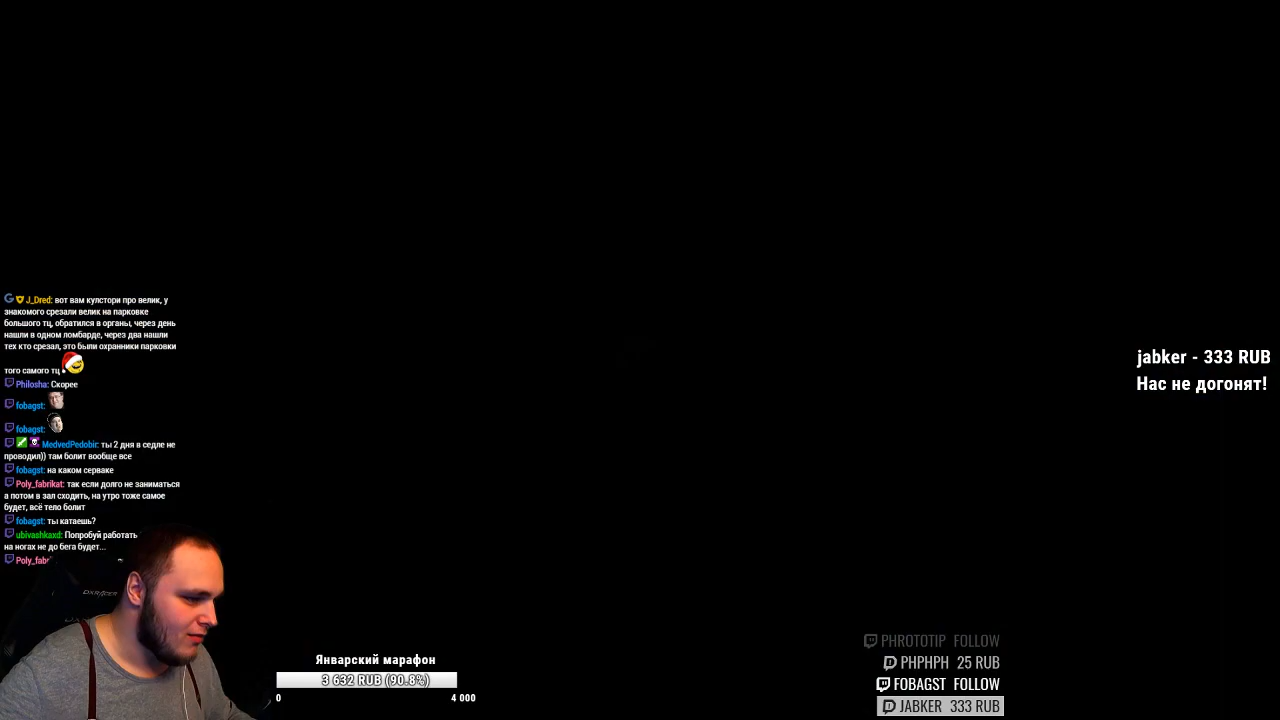 J_Dred: вот вам кулстори про велик, у
знакомого срезали велик на парковке
большого тц, обратился в органы, через день
нашли в одном ломбарде, через два нашли
тех кто срезал, это были охранники парковки
того самого тц
Philosha: Скорее
fobagst:
fobagst:
MedvedPedobir: ты 2 дня в седле не
проводил)) там болит вообще все
fobagst: на каком серваке
Poly_fabrikat: так если долго не заниматься
а потом в зал сходить, на утро тоже самое
будет, всё тело болит
fobagst: ты катаешь?
ubivashkaxd: Попробуй работать
на ногах не до бега будет...
Poly_fabr
DXRACER
jabker - 333 RUB
Нас не догонят!
Январский марафон
3 632 RUB (90.8%)
0 4 000
PHROTOTIP FOLLOW
PHPHPH 25 RUB
FOBAGST FOLLOW
JABKER 333 RUB